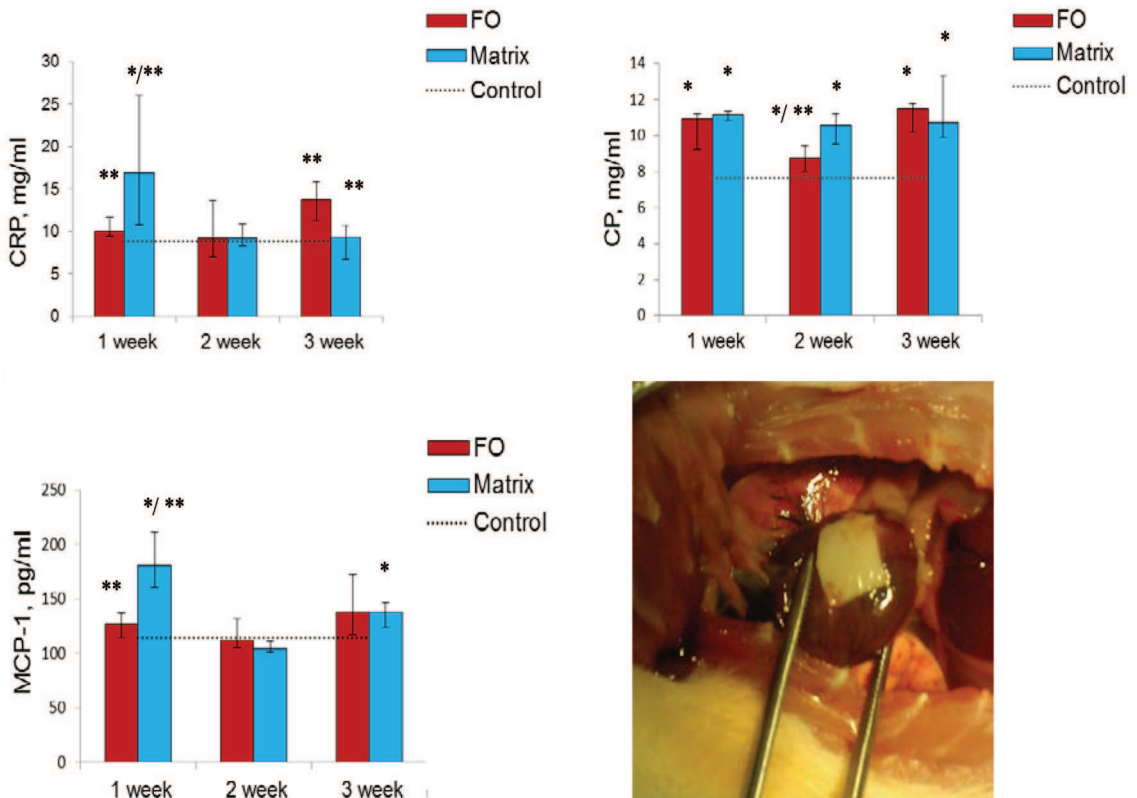 FO
Matrix
Control
CRP, mg/ml
30
25
20
15
10
5
0
*/**
**
**
**
1 week
2 week
3 week
FO
Matrix
Control
CP, mg/ml
14
12
10
8
6
4
2
0
*
*
*/ **
*
*
*
1 week
2 week
3 week
FO
Matrix
Control
MCP-1, pg/ml
250
200
150
100
50
0
**
*/ **
*
1 week
2 week
3 week